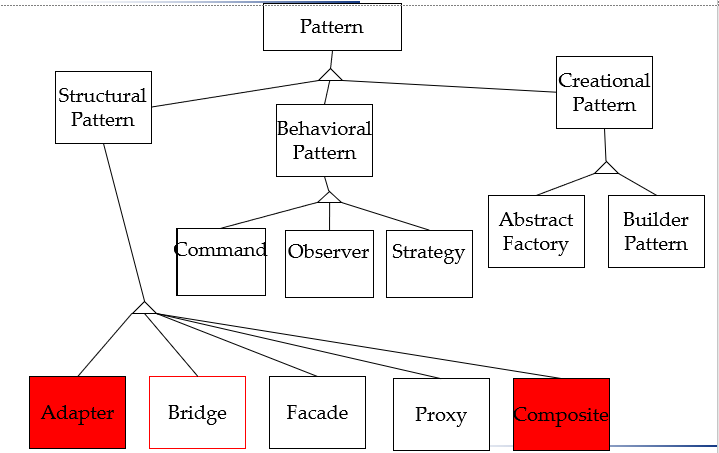 Pattern
Structural
Pattern
Behavioral
Pattern
Creational
Pattern
Command
Observer
Strategy
Abstract
Factory
Builder
Pattern
Adapter
Bridge
Facade
Proxy
Composite